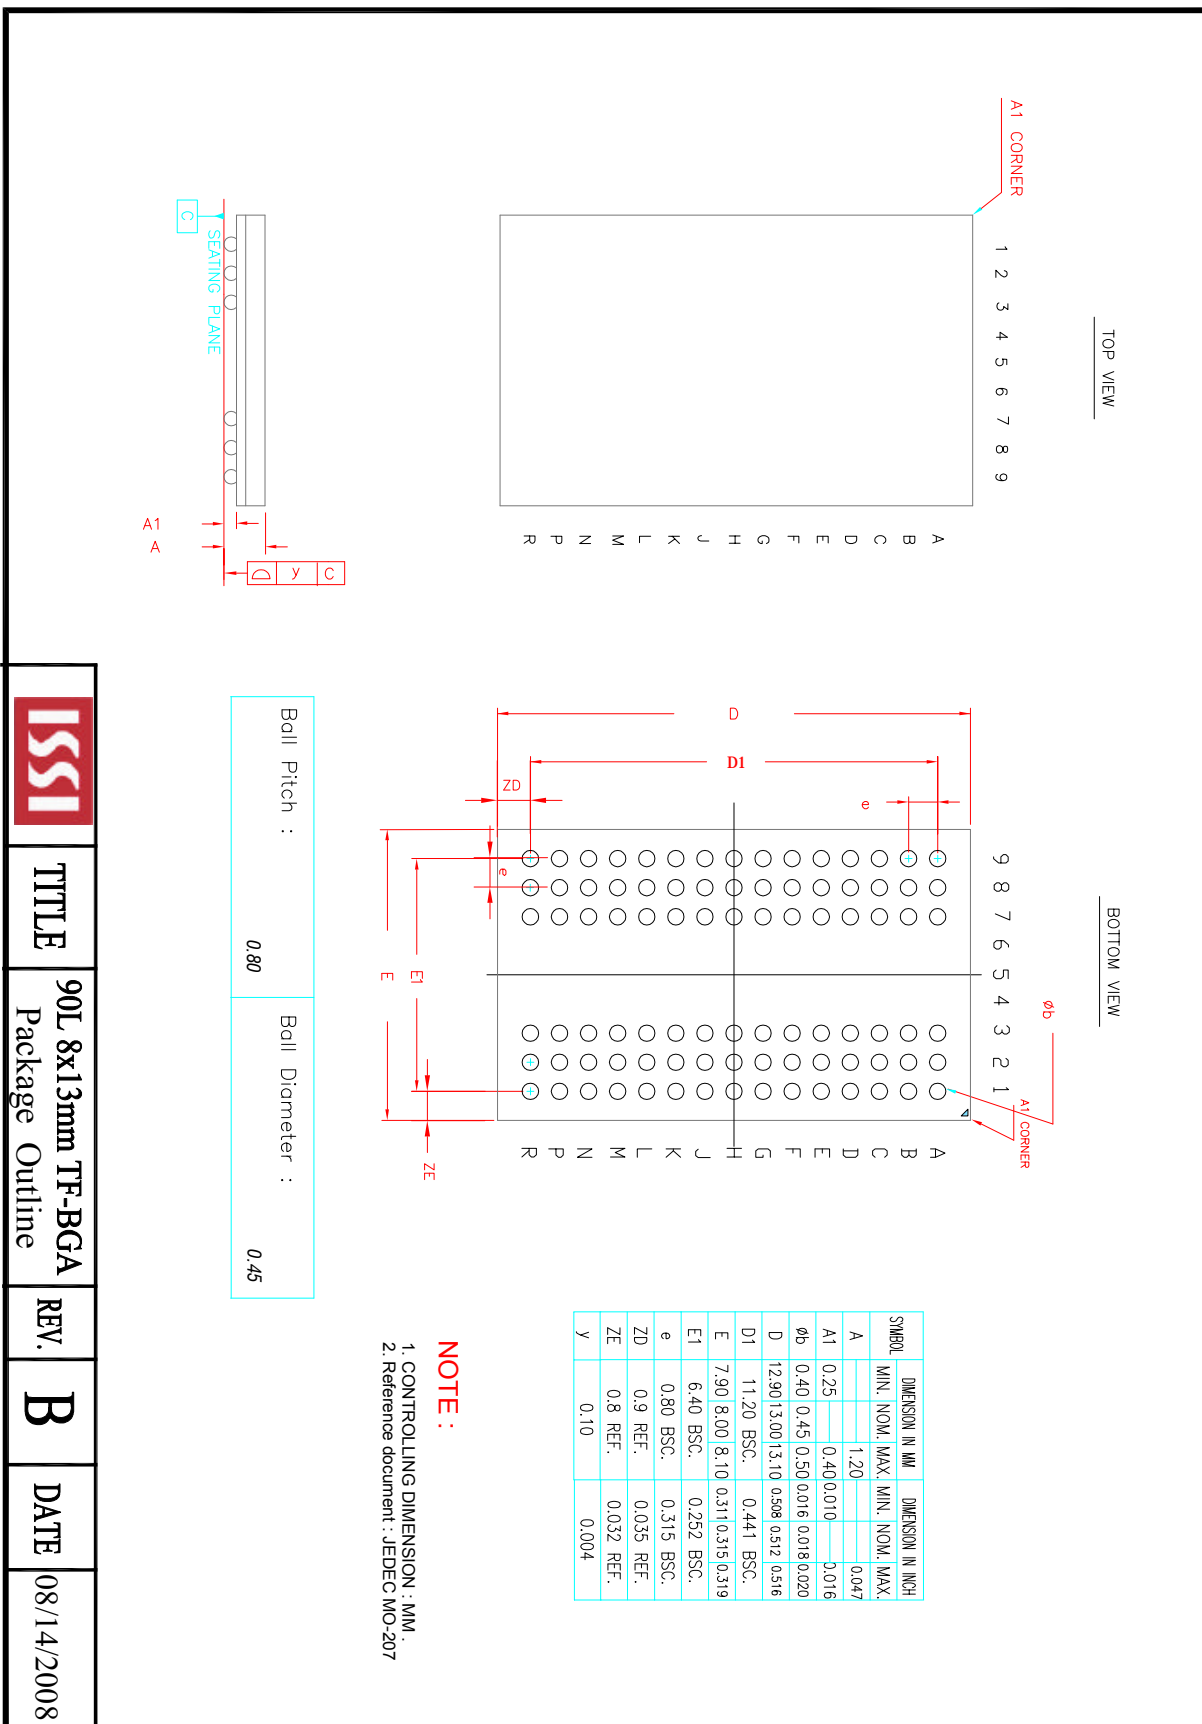 TOP VIEW
A1 CORNER
1 2 3 4 5 6 7 8 9
A
B
C
D
E
F
G
H
J
K
L
M
N
P
R
SEATING PLANE
C
A1
A
y C
BOTTOM VIEW
Øb
A1 CORNER
9 8 7 6 5 4 3 2 1
A
B
C
D
E
F
G
H
J
K
L
M
N
P
R
D
D1
ZD
e
e
E1
E
ZE
SYMBOL DIMENSION IN MM DIMENSION IN INCH
MIN. NOM. MAX. MIN. NOM. MAX.
A 1.20 0.047
A1 0.25 0.40 0.010 0.016
Øb 0.40 0.45 0.50 0.016 0.018 0.020
D 12.90 13.00 13.10 0.508 0.512 0.516
D1 11.20 BSC. 0.441 BSC.
E 7.90 8.00 8.10 0.311 0.315 0.319
E1 6.40 BSC. 0.252 BSC.
e 0.80 BSC. 0.315 BSC.
ZD 0.9 REF. 0.035 REF.
ZE 0.8 REF. 0.032 REF.
y 0.10 0.004
NOTE :
1. CONTROLLING DIMENSION : MM .
2. Reference document : JEDEC MO-207
Ball Pitch : 0.80
Ball Diameter : 0.45
ISSI
TITLE
90L 8x13mm TF-BGA
Package Outline
REV.
B
DATE
08/14/2008